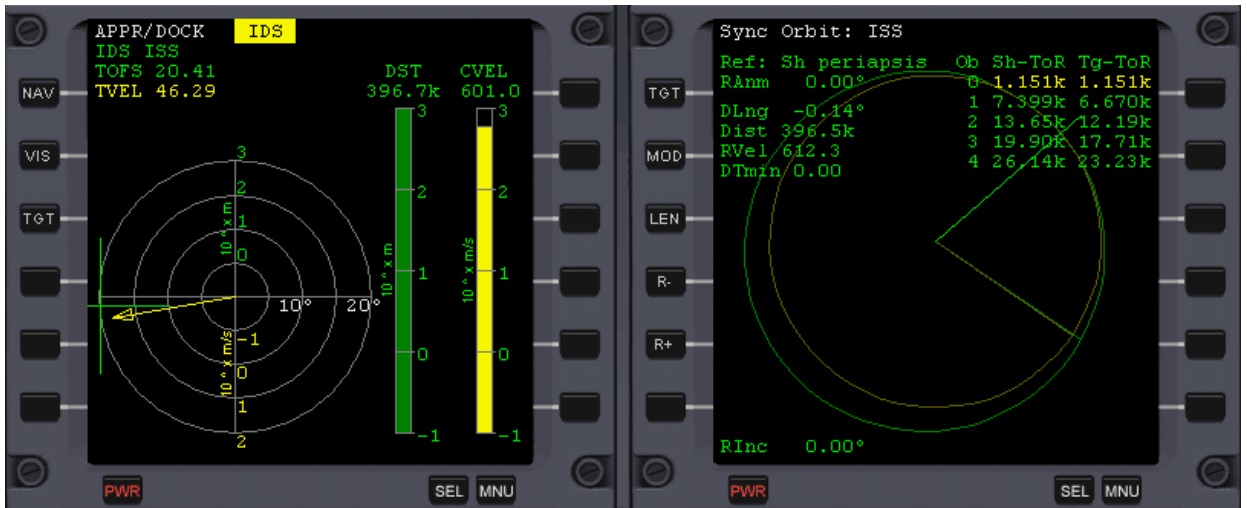 APPR/DOCK IDS
IDS ISS
TOFS 20.41
TVEL 46.29
DST CVEL
396.7k 601.0
3
2
1
0
-1
10^x m
3
2
1
0
-1
10^x m/s
3
2
1
0
10^x m
10° 20°
-1
0
1
2
10^x m/s
NAV
VIS
TGT
PWR
SEL
MNU
Sync Orbit: ISS
Ref: Sh periapsis Ob Sh-ToR Tg-ToR
RAnm 0.00° 0 1.151k 1.151k
DLng -0.14° 1 7.399k 6.670k
Dist 396.5k 2 13.65k 12.19k
RVel 612.3 3 19.90k 17.71k
DTmin 0.00 4 26.14k 23.23k
RInc 0.00°
TGT
MOD
LEN
R-
R+
PWR
SEL
MNU